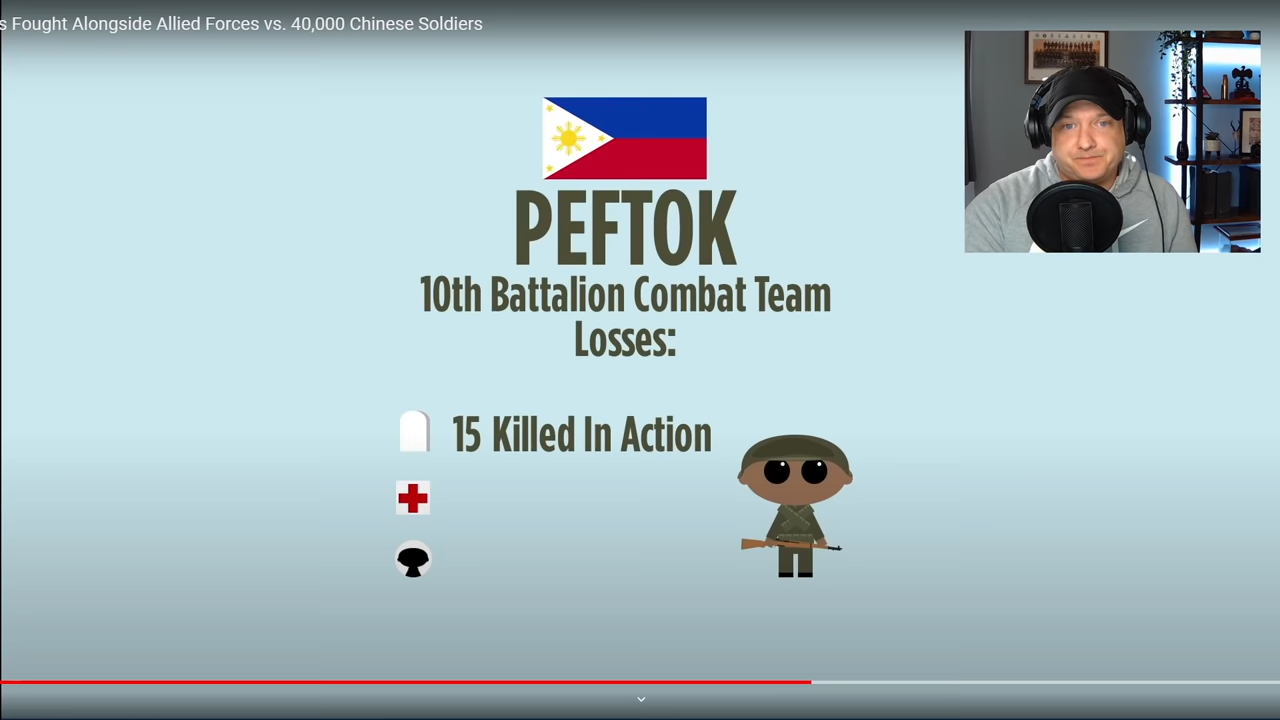 s Fought Alongside Allied Forces vs. 40,000 Chinese Soldiers
PEFTOK
10th Battalion Combat Team
Losses:
15 Killed In Action